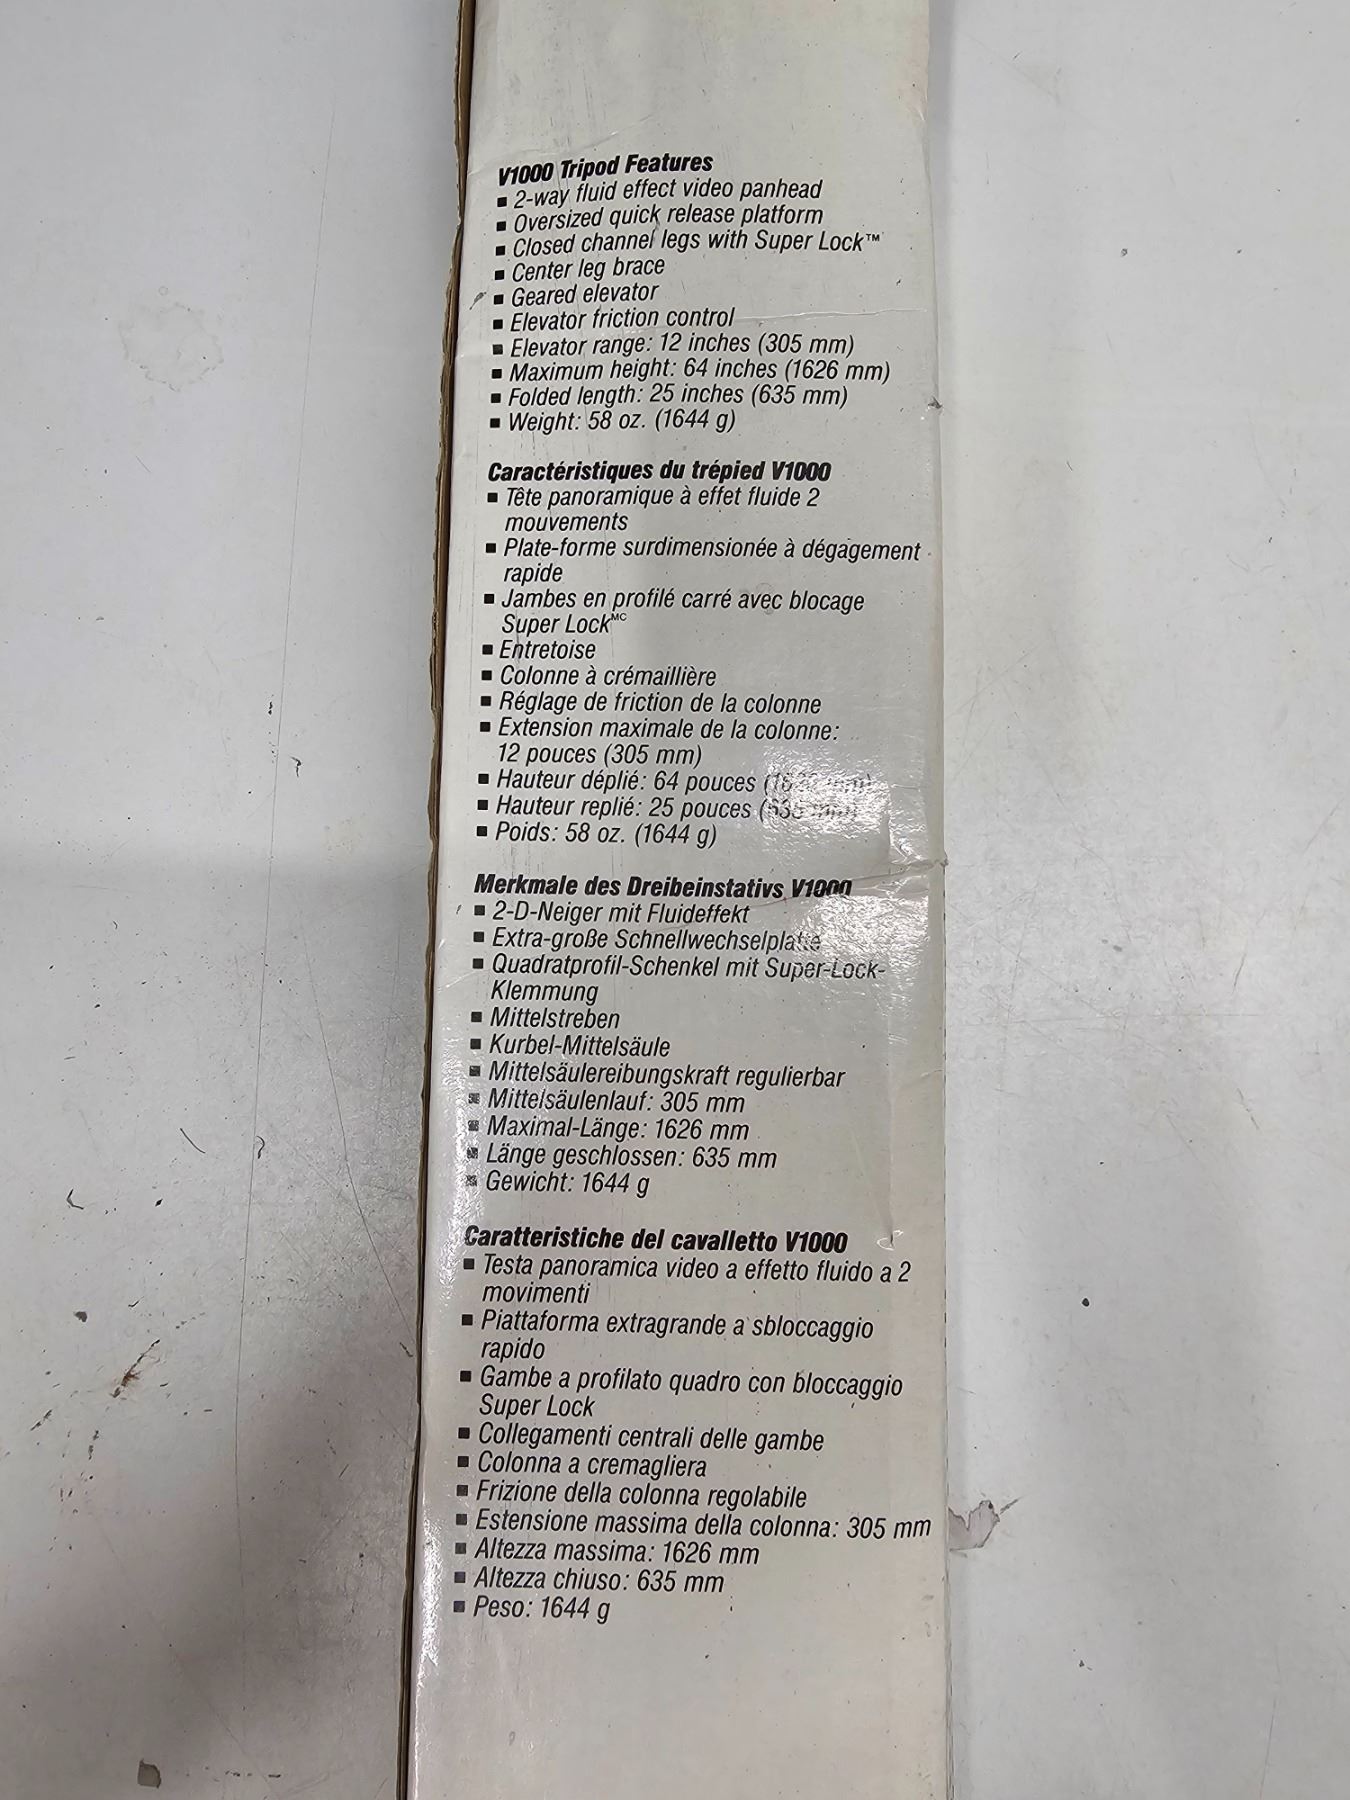 V1000 Tripod Features
▪ 2-way fluid effect video panhead
▪ Oversized quick release platform
▪ Closed channel legs with Super Lock™
▪ Center leg brace
▪ Geared elevator
▪ Elevator friction control
▪ Elevator range: 12 inches (305 mm)
▪ Maximum height: 64 inches (1626 mm)
▪ Folded length: 25 inches (635 mm)
▪ Weight: 58 oz. (1644 g)
Caractéristiques du trépied V1000
▪ Tête panoramique à effet fluide 2
mouvements
▪ Plate-forme surdimensionée à dégagement
rapide
▪ Jambes en profilé carré avec blocage
Super Lock MC
▪ Entretoise
▪ Colonne à crémaillière
▪ Réglage de friction de la colonne
▪ Extension maximale de la colonne:
12 pouces (305 mm)
▪ Hauteur déplié: 64 pouces
▪ Hauteur replié: 25 pouces (635 mm)
▪ Poids: 58 oz. (1644 g)
Merkmale des Dreibeinstativs V1000
▪ 2-D-Neiger mit Fluideffekt
▪ Extra-große Schnellwechselplatte
▪ Quadratprofil-Schenkel mit Super-Lock-
Klemmung
▪ Mittelstreben
▪ Kurbel-Mittelsäule
▪ Mittelsäulereibungskraft regulierbar
▪ Mittelsäulenlauf: 305 mm
▪ Maximal-Länge: 1626 mm
▪ Länge geschlossen: 635 mm
▪ Gewicht: 1644 g
Caratteristiche del cavalletto V1000
▪ Testa panoramica video a effetto fluido a 2
movimenti
▪ Piattaforma extragrande a sbloccaggio
rapido
▪ Gambe a profilato quadro con bloccaggio
Super Lock
▪ Collegamenti centrali delle gambe
▪ Colonna a cremagliera
▪ Frizione della colonna regolabile
▪ Estensione massima della colonna: 305 mm
▪ Altezza massima: 1626 mm
▪ Altezza chiuso: 635 mm
▪ Peso: 1644 g